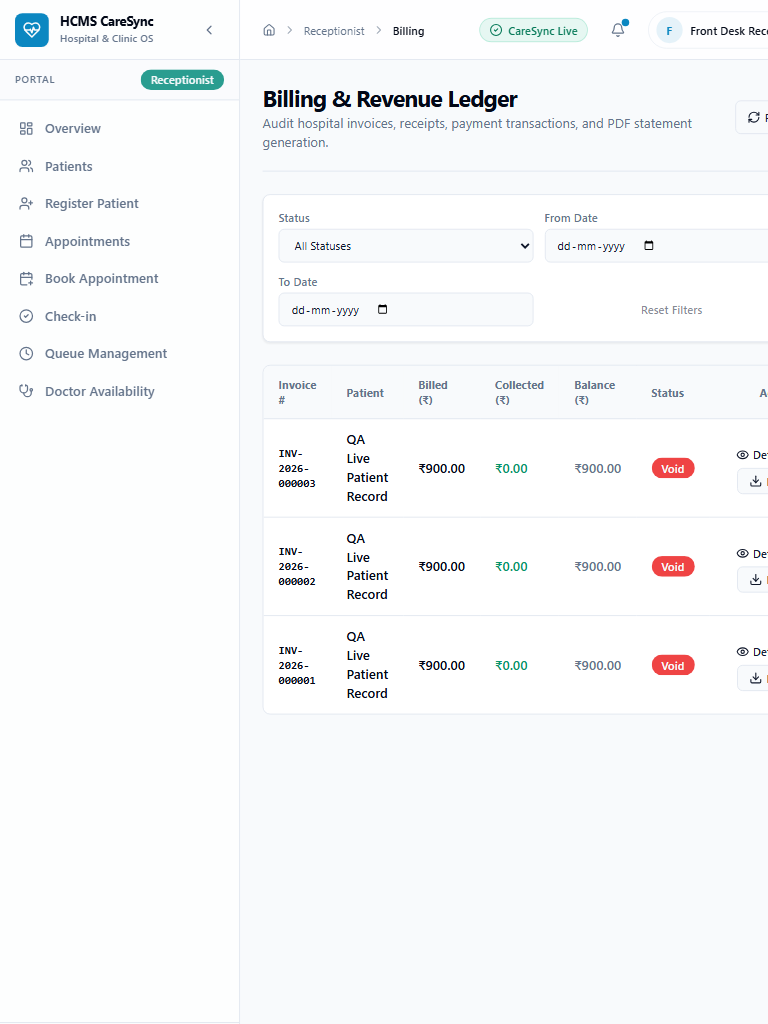 HCMS CareSync
Hospital & Clinic OS
PORTAL
Receptionist
Overview
Patients
Register Patient
Appointments
Book Appointment
Check-in
Queue Management
Doctor Availability
Receptionist
Billing
CareSync Live
F
Front Desk
Billing & Revenue Ledger
Audit hospital invoices, receipts, payment transactions, and PDF statement
generation.
Status
From Date
All Statuses
dd-mm-yyyy
To Date
dd-mm-yyyy
Reset Filters
Invoice
#
Patient
Billed
(₹)
Collected
(₹)
Balance
(₹)
Status
INV-
2026-
000003
QA
Live
Patient
Record
₹900.00
₹0.00
₹900.00
Void
INV-
2026-
000002
QA
Live
Patient
Record
₹900.00
₹0.00
₹900.00
Void
INV-
2026-
000001
QA
Live
Patient
Record
₹900.00
₹0.00
₹900.00
Void